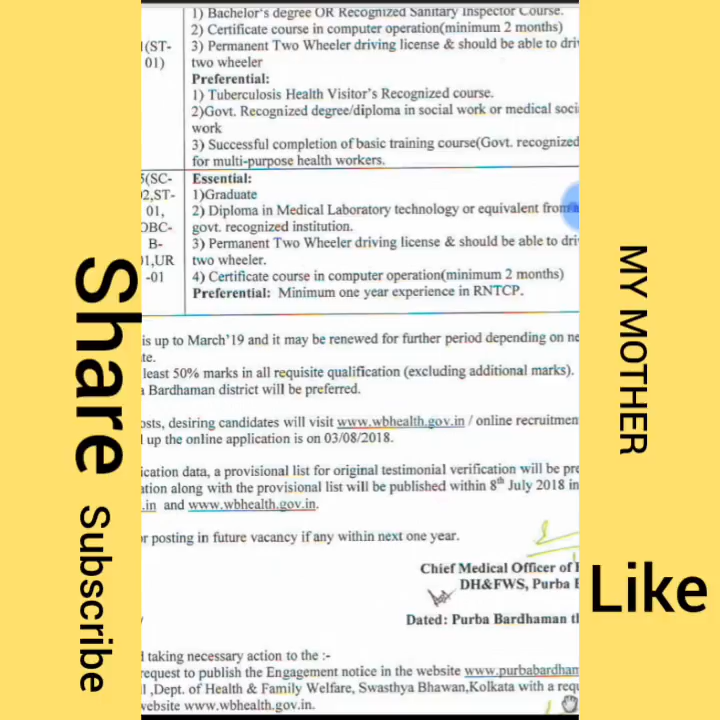 1) Bachelor's degree OR Recognized Sanitary Inspector Course.
2) Certificate course in computer operation(minimum 2 months)
(ST-
01)
3) Permanent Two Wheeler driving license & should be able to dri
two wheeler
Preferential:
1) Tuberculosis Health Visitor's Recognized course.
2)Govt. Recognized degree/diploma in social work or medical soci
work
3) Successful completion of basic training course(Govt. recognized
for multi-purpose health workers.
(SC-
2,ST-
01,
OBC-
B-
1,UR
-01
Essential:
1)Graduate
2) Diploma in Medical Laboratory technology or equivalent from
govt. recognized institution.
3) Permanent Two Wheeler driving license & should be able to dri
two wheeler.
4) Certificate course in computer operation(minimum 2 months)
Preferential: Minimum one year experience in RNTCP.
is up to March'19 and it may be renewed for further period depending on ne
te.
least 50% marks in all requisite qualification (excluding additional marks).
a Bardhaman district will be preferred.
osts, desiring candidates will visit www.wbhealth.gov.in / online recruitmen
up the online application is on 03/08/2018.
ication data, a provisional list for original testimonial verification will be pre
ation along with the provisional list will be published within 8th July 2018 in
.in and www.wbhealth.gov.in.
or posting in future vacancy if any within next one year.
Chief Medical Officer of
DH&FWS, Purba
Dated: Purba Bardhaman th
taking necessary action to the :-
request to publish the Engagement notice in the website www.purbabardhan
,Dept. of Health & Family Welfare, Swasthya Bhawan,Kolkata with a requ
website www.wbhealth.gov.in.
Share Subscribe
MY MOTHER
Like